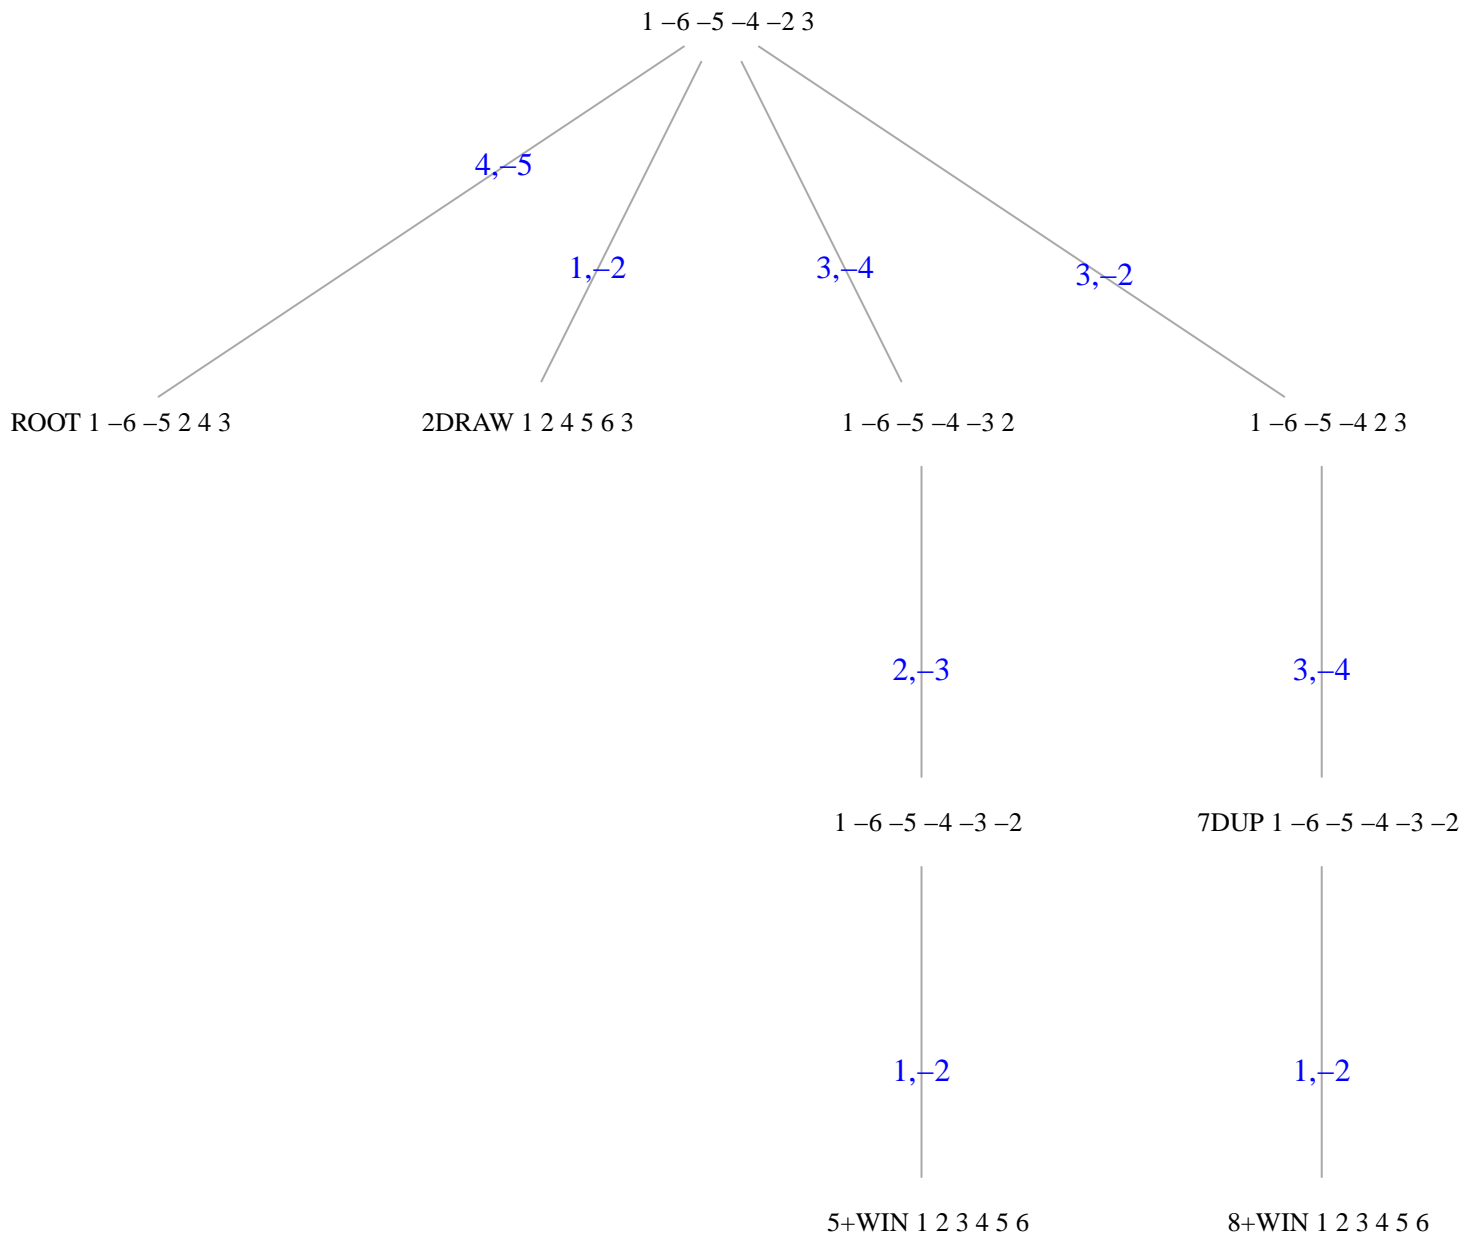 1 –6 –5 –4 –2 3
4,–5
1,–2
3,–4
3,–2
ROOT 1 –6 –5 2 4 3
2DRAW 1 2 4 5 6 3
1 –6 –5 –4 –3 2
1 –6 –5 –4 2 3
2,–3
3,–4
1 –6 –5 –4 –3 –2
7DUP 1 –6 –5 –4 –3 –2
1,–2
1,–2
5+WIN 1 2 3 4 5 6
8+WIN 1 2 3 4 5 6